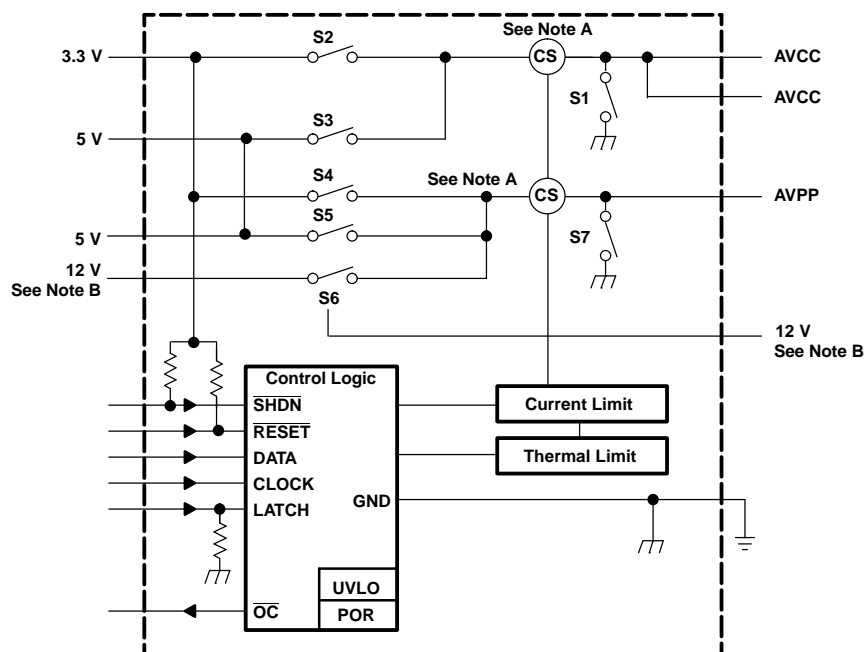 See Note A
S2
3.3 V
CS
AVCC
S1
AVCC
S3
5 V
S4
See Note A
CS
AVPP
S5
5 V
S7
12 V
See Note B
S6
12 V
See Note B
Control Logic
SHDN
Current Limit
RESET
DATA
Thermal Limit
CLOCK
LATCH
GND
UVLO
OC
POR